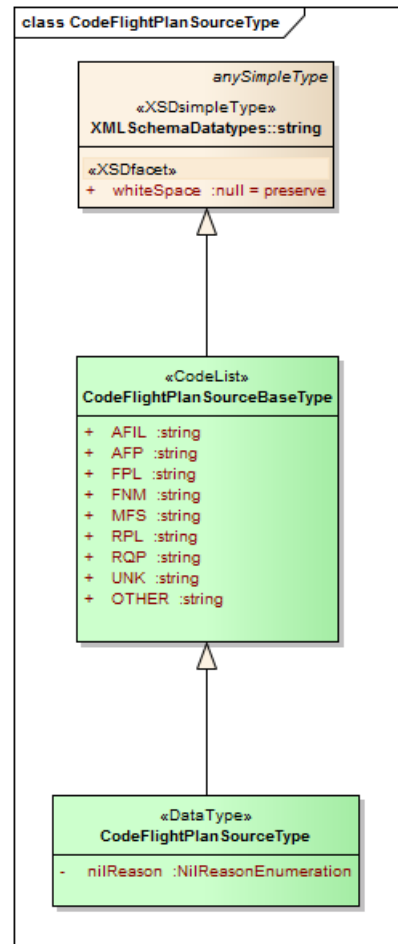 class CodeFlightPlanSourceType
anySimpleType
«XSDsimpleType»
XMLSchemaDatatypes::string
«XSDfacet»
+ whiteSpace :null = preserve
«CodeList»
CodeFlightPlanSourceBaseType
+ AFIL :string
+ AFP :string
+ FPL :string
+ FNM :string
+ MFS :string
+ RPL :string
+ RQP :string
+ UNK :string
+ OTHER :string
«DataType»
CodeFlightPlanSourceType
- nilReason :NilReasonEnumeration